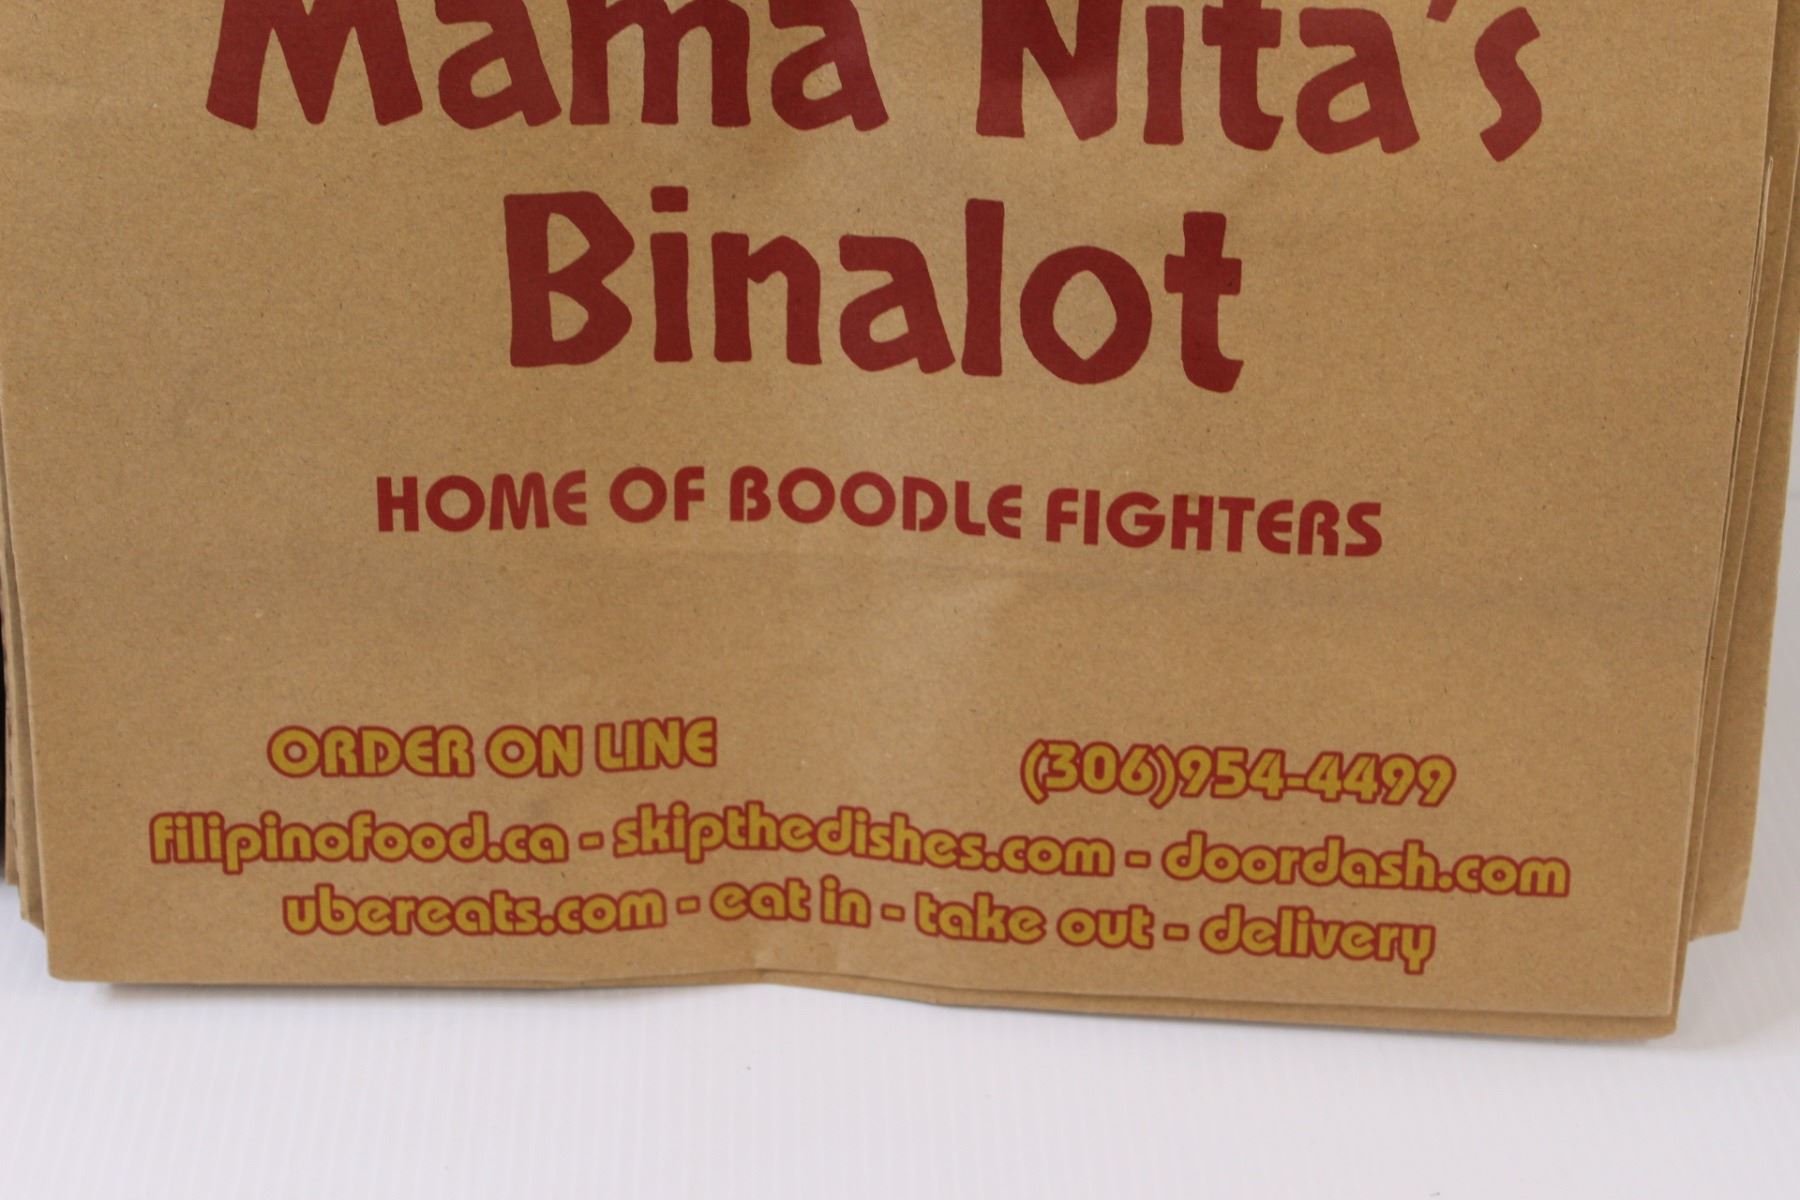 Mama Nita's
Binalot
HOME OF BOODLE FIGHTERS
ORDER ON LINE (306)954-4499
filipinofood.ca - skipthedishes.com - doordash.com
ubereats.com - eat in - take out - delivery